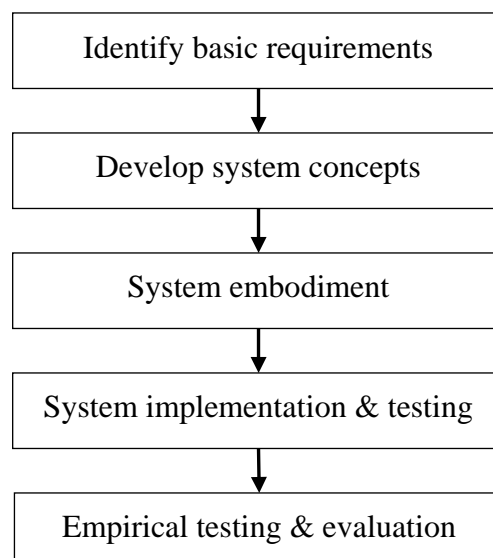 Identify basic requirements
Develop system concepts
System embodiment
System implementation & testing
Empirical testing & evaluation